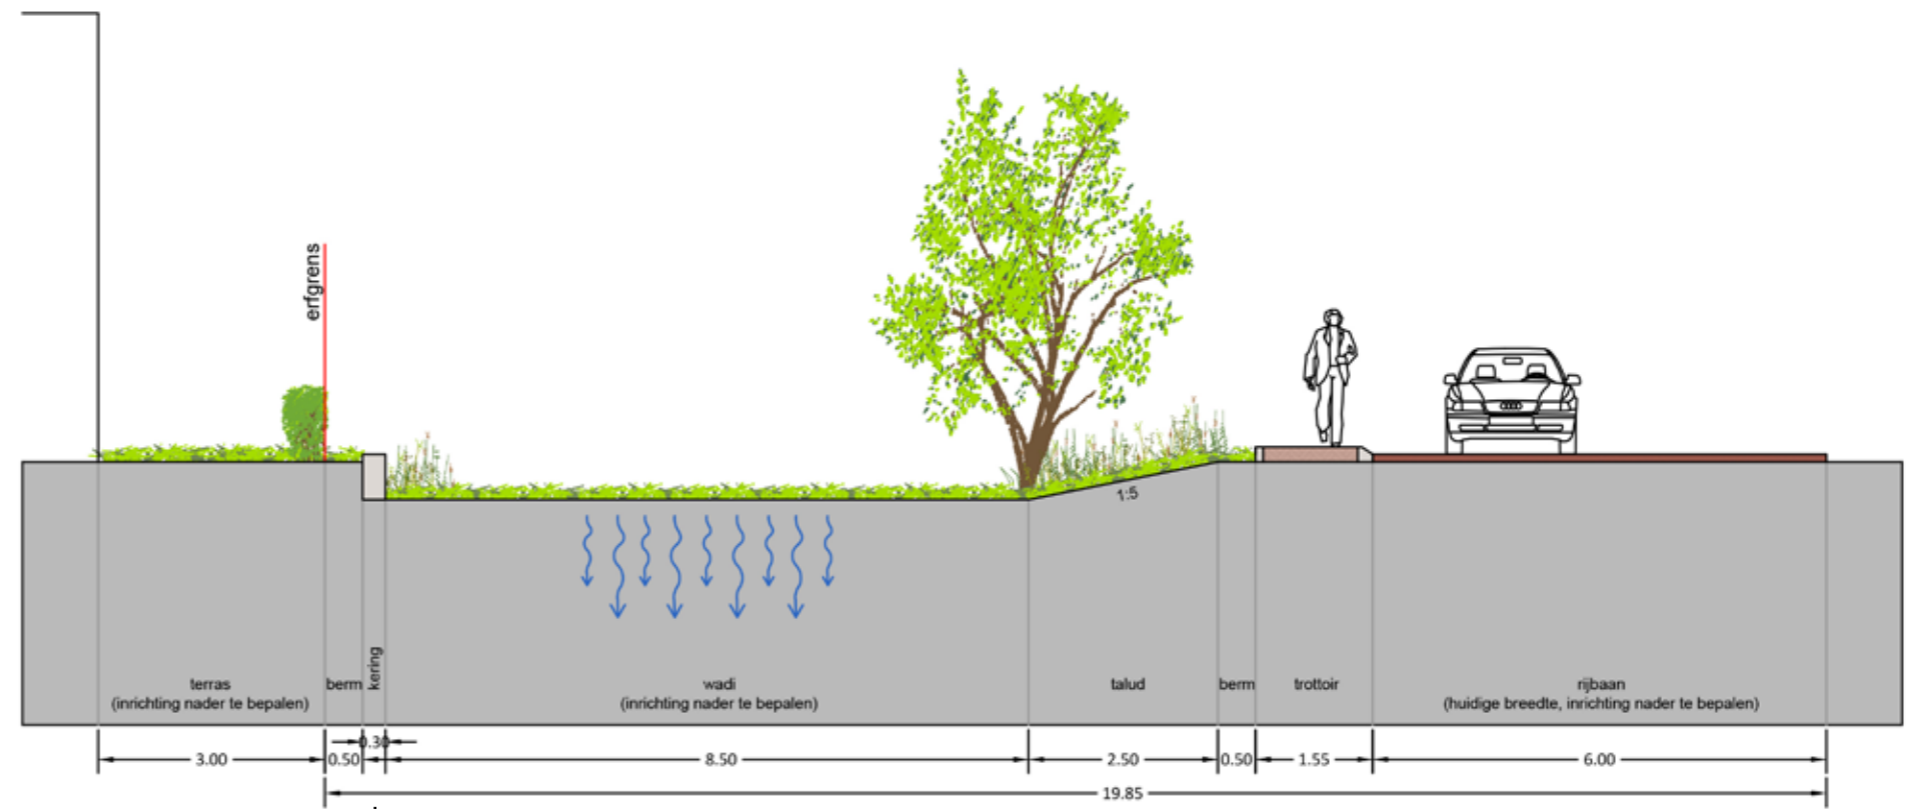 erfgrens
1:5
kering
terras
(inrichting nader te bepalen)
berm
wadi
(inrichting nader te bepalen)
talud
berm
trottoir
rijbaan
(huidige breedte, inrichting nader te bepalen)
0.30
3.00
0.50
8.50
2.50
0.50
1.55
6.00
19.85